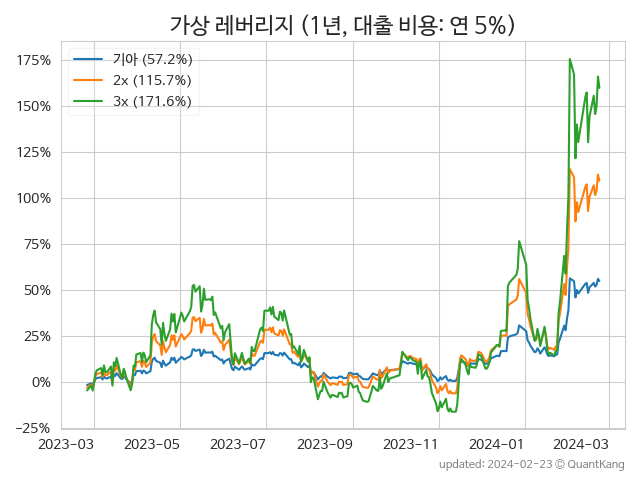 가상 레버리지 (1년, 대출 비용: 연 5%)
기아 (57.2%)
2x (115.7%)
3x (171.6%)
175%
150%
125%
100%
75%
50%
25%
0%
−25%
2023-03 2023-05 2023-07 2023-09 2023-11 2024-01 2024-03
updated: 2024-02-23 ⓒ QuantKang